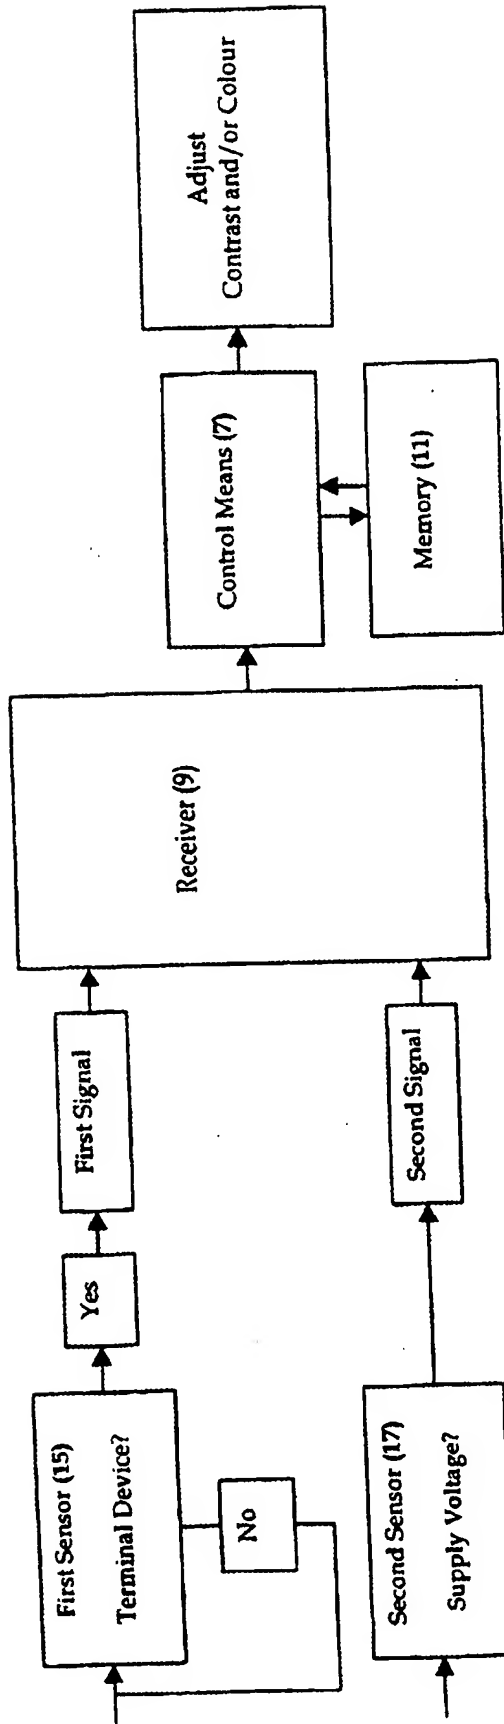 First Sensor (15)
Terminal Device?
No
Yes
First Signal
Second Sensor (17)
Supply Voltage?
Second Signal
Receiver (9)
Control Means (7)
Memory (11)
Adjust
Contrast and/or Colour